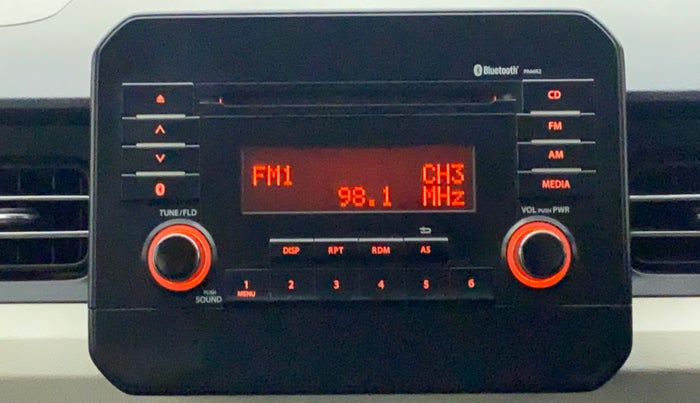 Bluetooth PA66R2
CD
FM
AM
MEDIA
FM1 CH3
98.1 MHz
TUNE/FLD
VOL PUSH PWR
DISP RPT RDM AS
PUSH
SOUND
1 2 3 4 5 6
MENU